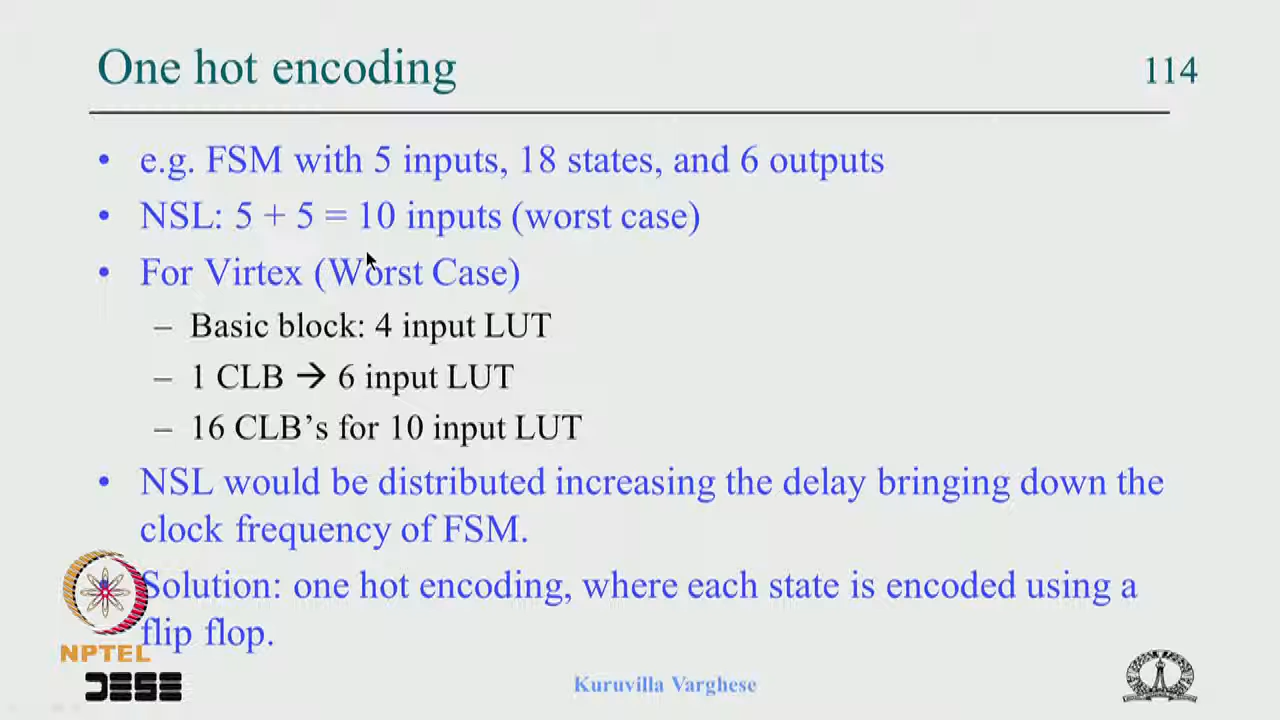 One hot encoding
114
• e.g. FSM with 5 inputs, 18 states, and 6 outputs
• NSL: 5 + 5 = 10 inputs (worst case)
• For Virtex (Worst Case)
– Basic block: 4 input LUT
– 1 CLB → 6 input LUT
– 16 CLB’s for 10 input LUT
• NSL would be distributed increasing the delay bringing down the
clock frequency of FSM.
Solution: one hot encoding, where each state is encoded using a
flip flop.
NPTEL
DESE
Kuruvilla Varghese